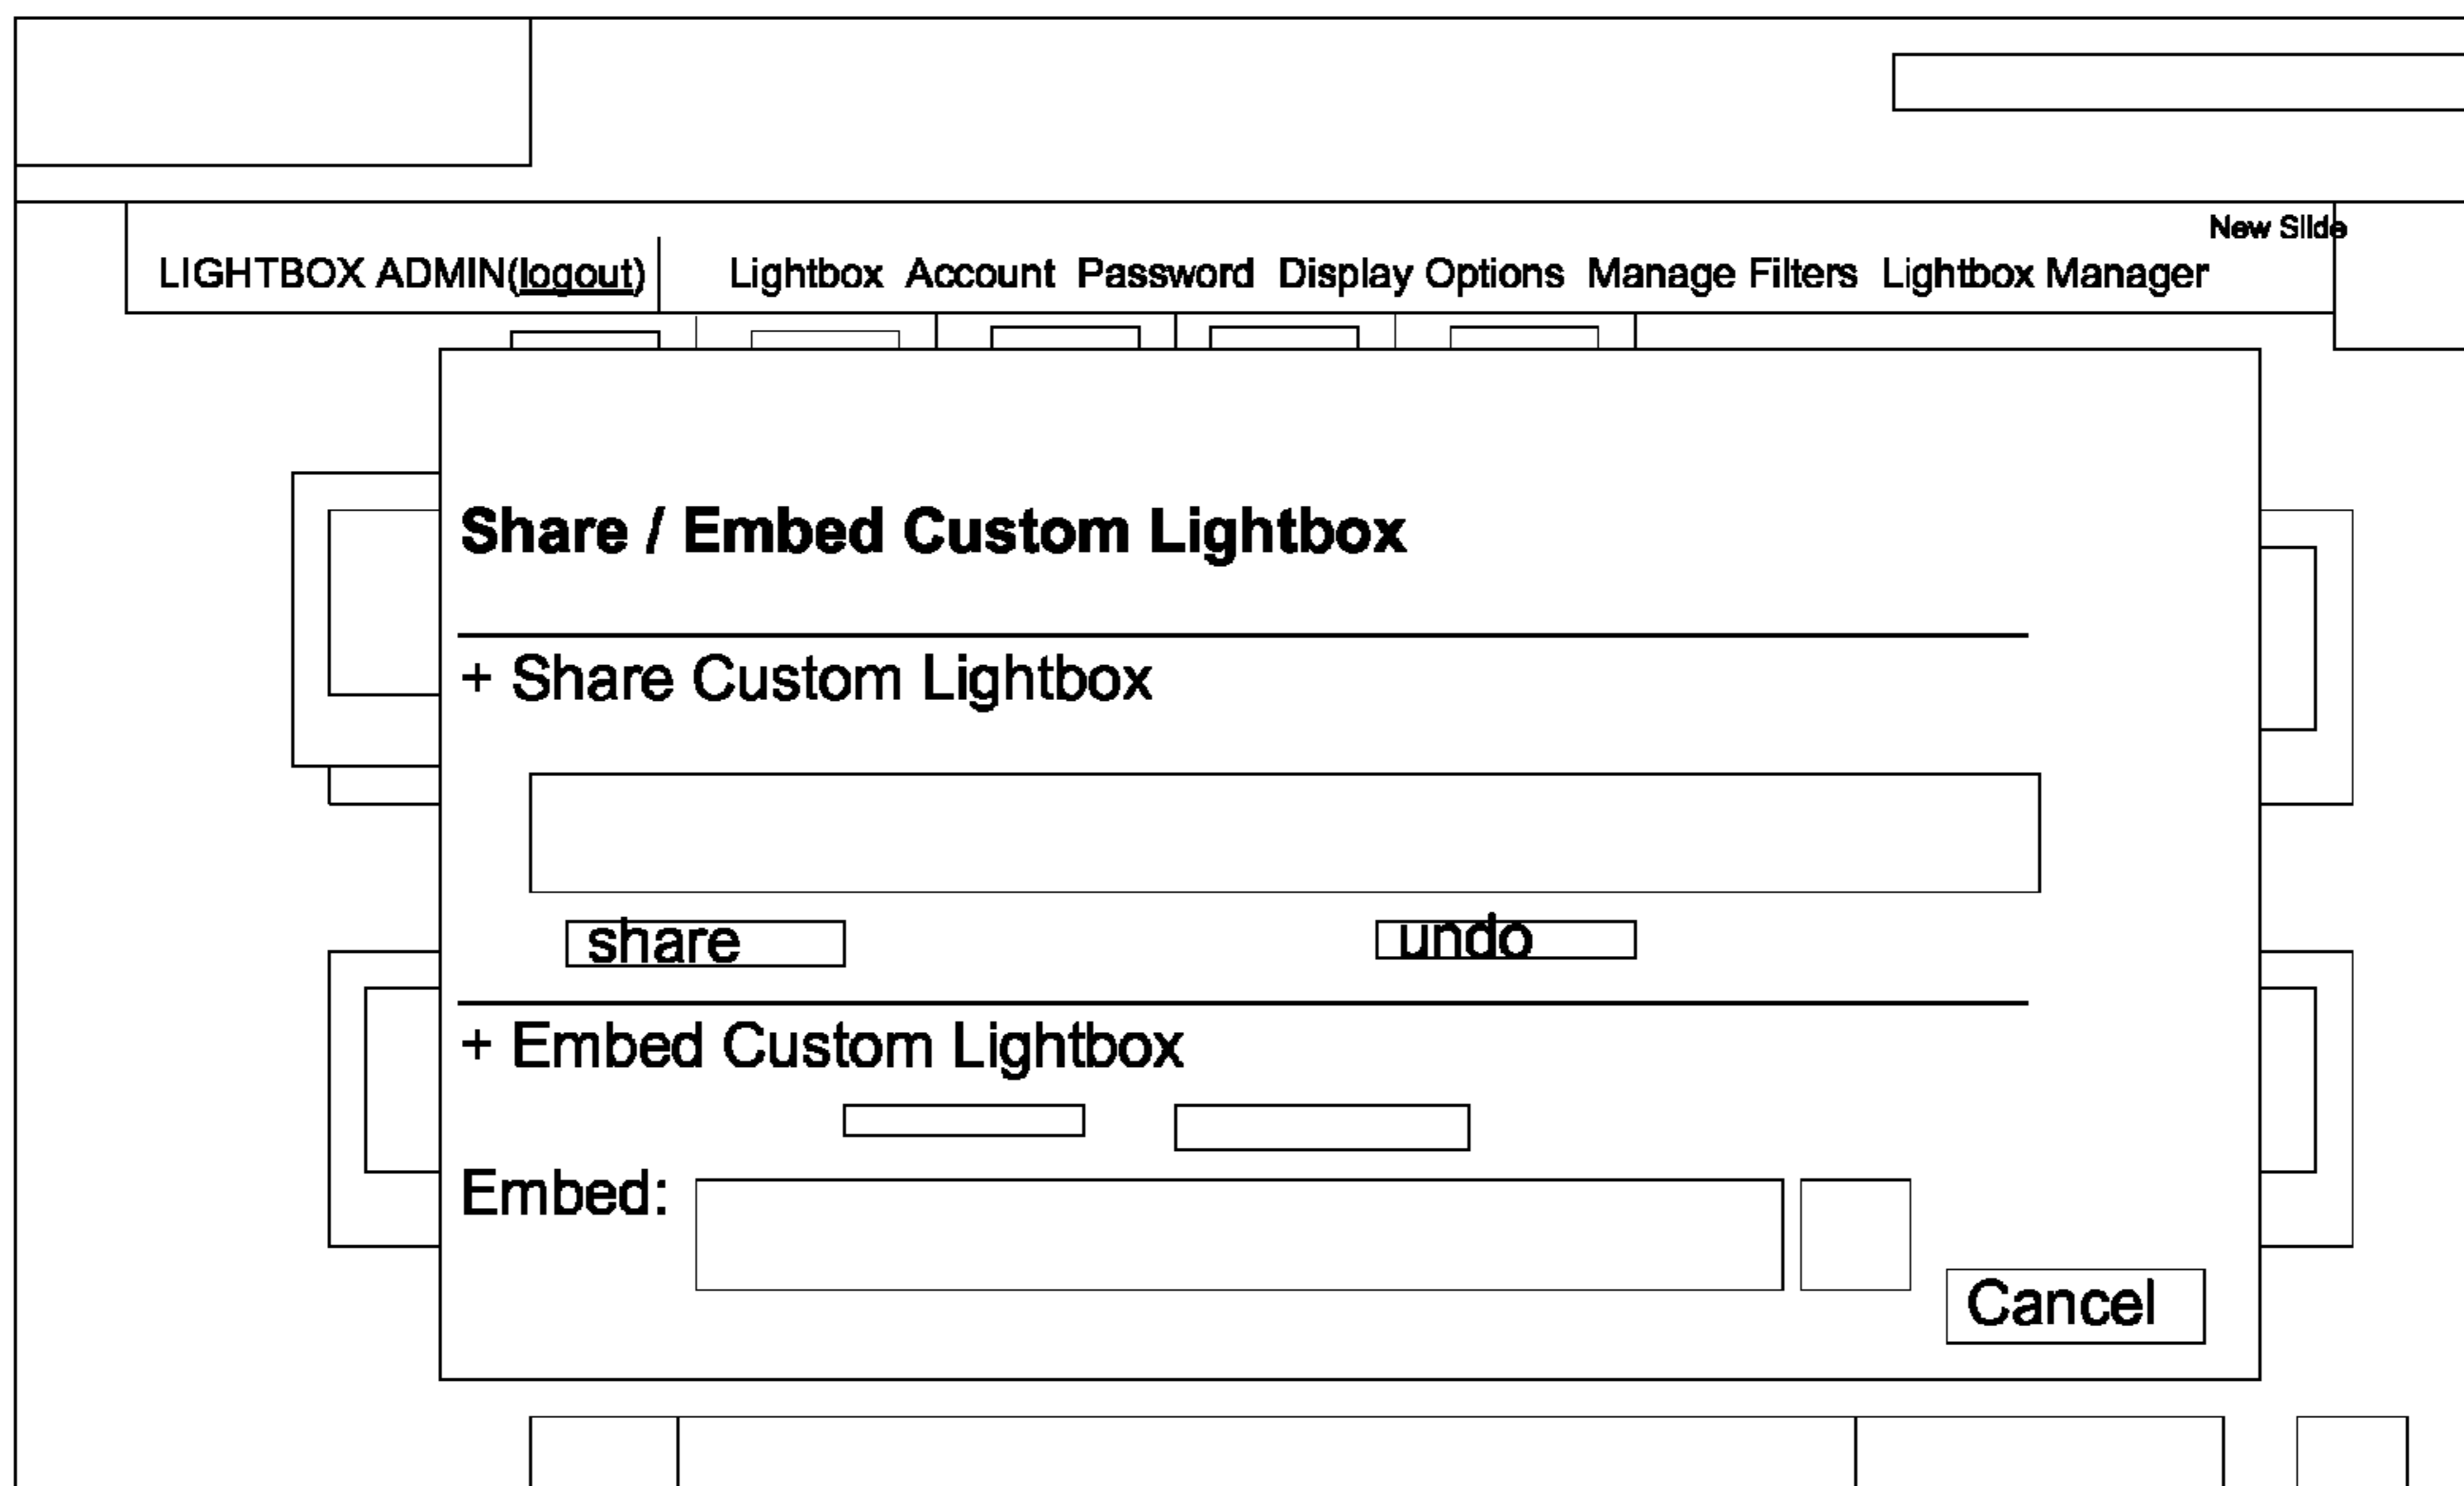 New Slide
LIGHTBOX ADMIN(logout) Lightbox Account Password Display Options Manage Filters Lightbox Manager
Share / Embed Custom Lightbox
+ Share Custom Lightbox
share undo
+ Embed Custom Lightbox
Embed:
Cancel